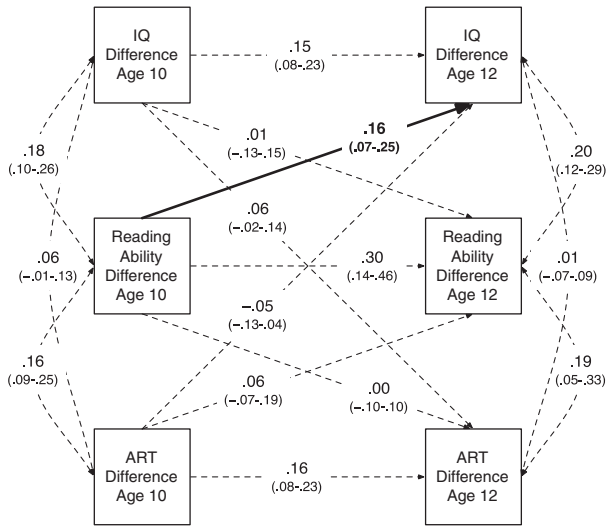 IQ
Difference
Age 10
IQ
Difference
Age 12
.15
(.08-.23)
.01
(−.13-.15)
.16
(.07-.25)
.18
(.10-.26)
.20
(.12-.29)
.06
(−.02-.14)
Reading
Ability
Difference
Age 10
Reading
Ability
Difference
Age 12
.06
(−.01-.13)
.30
(.14-.46)
.01
(−.07-.09)
−.05
(−.13-.04)
.16
(.09-.25)
.06
(−.07-.19)
.00
(−.10-.10)
.19
(.05-.33)
ART
Difference
Age 10
ART
Difference
Age 12
.16
(.08-.23)